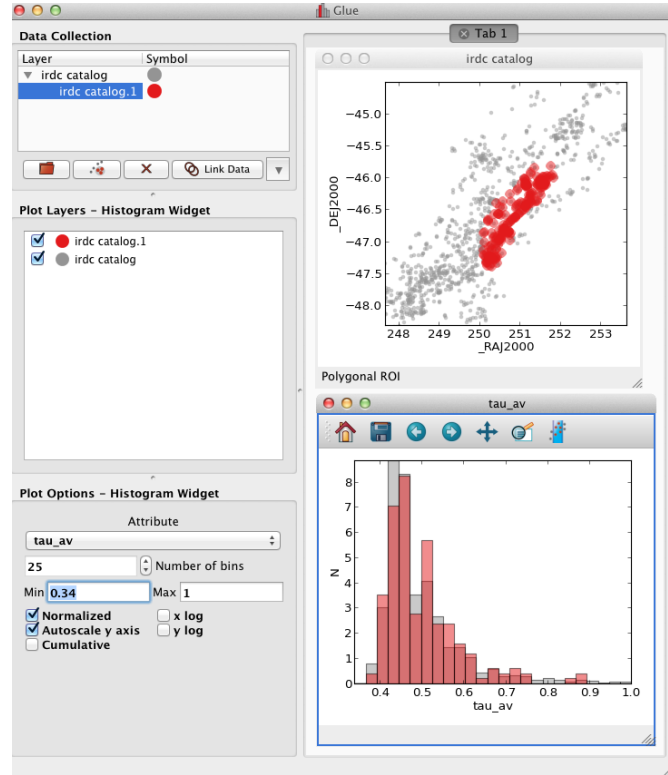 Glue
Data Collection
Layer Symbol
irdc catalog
irdc catalog.1
Link Data
Plot Layers – Histogram Widget
irdc catalog.1
irdc catalog
Plot Options – Histogram Widget
Attribute
tau_av
25 Number of bins
Min 0.34 Max 1
Normalized x log
Autoscale y axis y log
Cumulative
Tab 1
irdc catalog
−45.0
−45.5
−46.0
−46.5
−47.0
−47.5
−48.0
_DEJ2000
248 249 250 251 252 253
_RAJ2000
Polygonal ROI
tau_av
8
7
6
5
4
3
2
1
0
N
0.4 0.5 0.6 0.7 0.8 0.9 1.0
tau_av